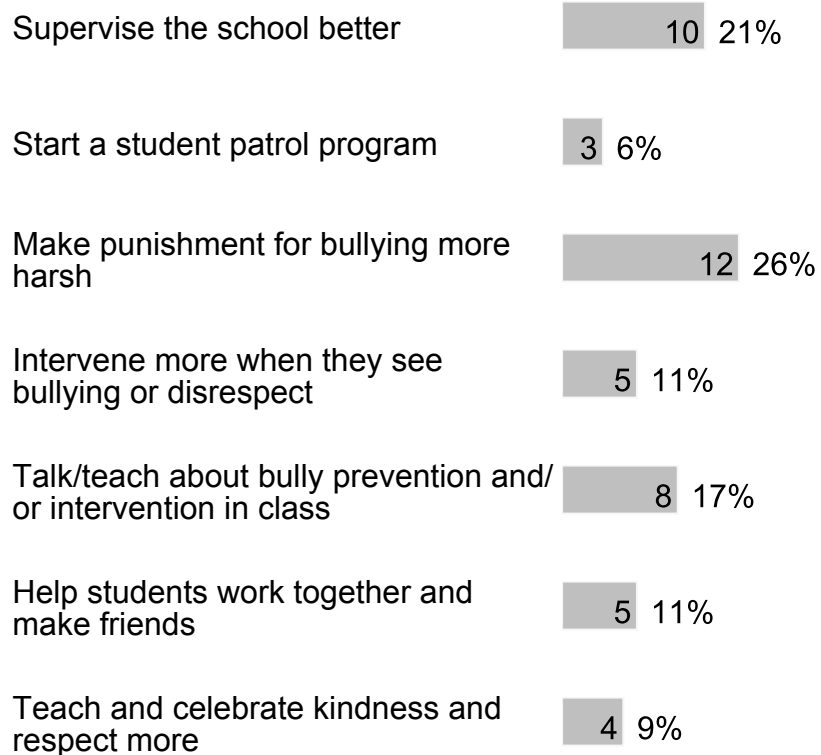 Supervise the school better 10 21%
Start a student patrol program 3 6%
Make punishment for bullying more
harsh 12 26%
Intervene more when they see
bullying or disrespect 5 11%
Talk/teach about bully prevention and/
or intervention in class 8 17%
Help students work together and
make friends 5 11%
Teach and celebrate kindness and
respect more 4 9%